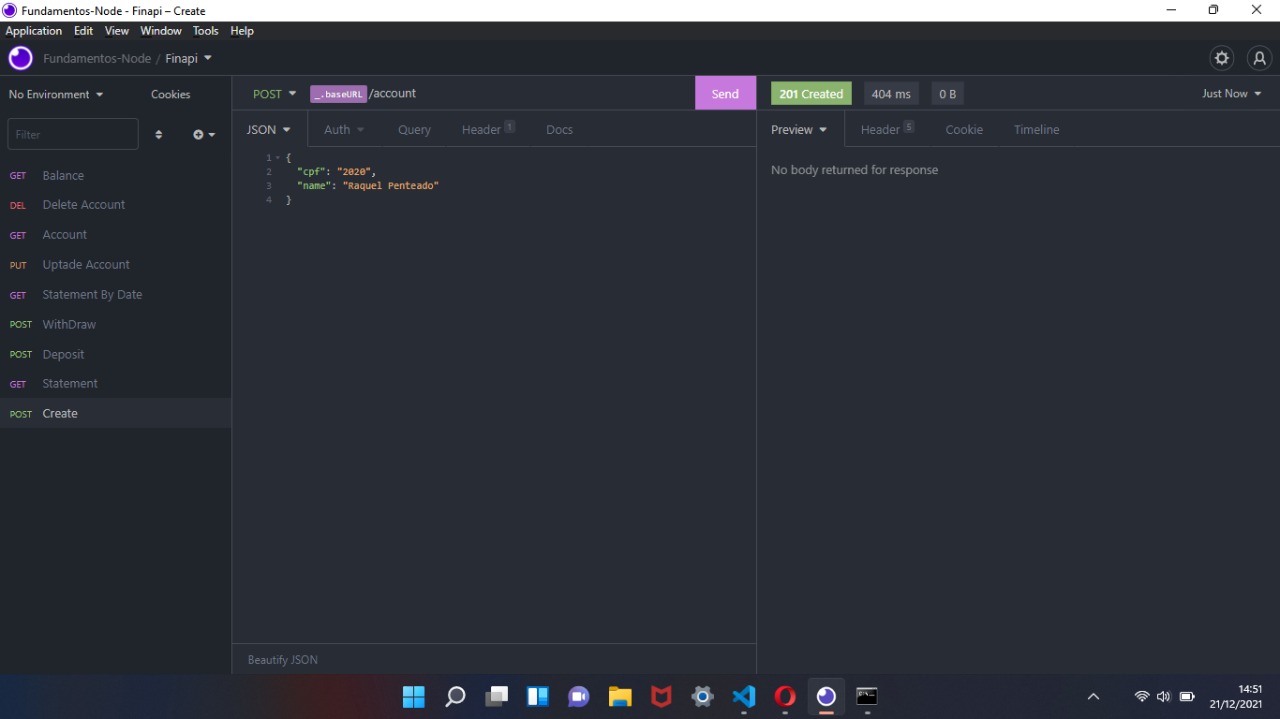 Fundamentos-Node - Finapi – Create
Application Edit View Window Tools Help
Fundamentos-Node / Finapi
No Environment Cookies
Filter
GET Balance
DEL Delete Account
GET Account
PUT Uptade Account
GET Statement By Date
POST WithDraw
POST Deposit
GET Statement
POST Create
POST _.baseURL /account Send
JSON Auth Query Header 1 Docs
1 {
2 "cpf": "2020",
3 "name": "Raquel Penteado"
4 }
Beautify JSON
201 Created 404 ms 0 B Just Now
Preview Header 5 Cookie Timeline
No body returned for response
14:51
21/12/2021